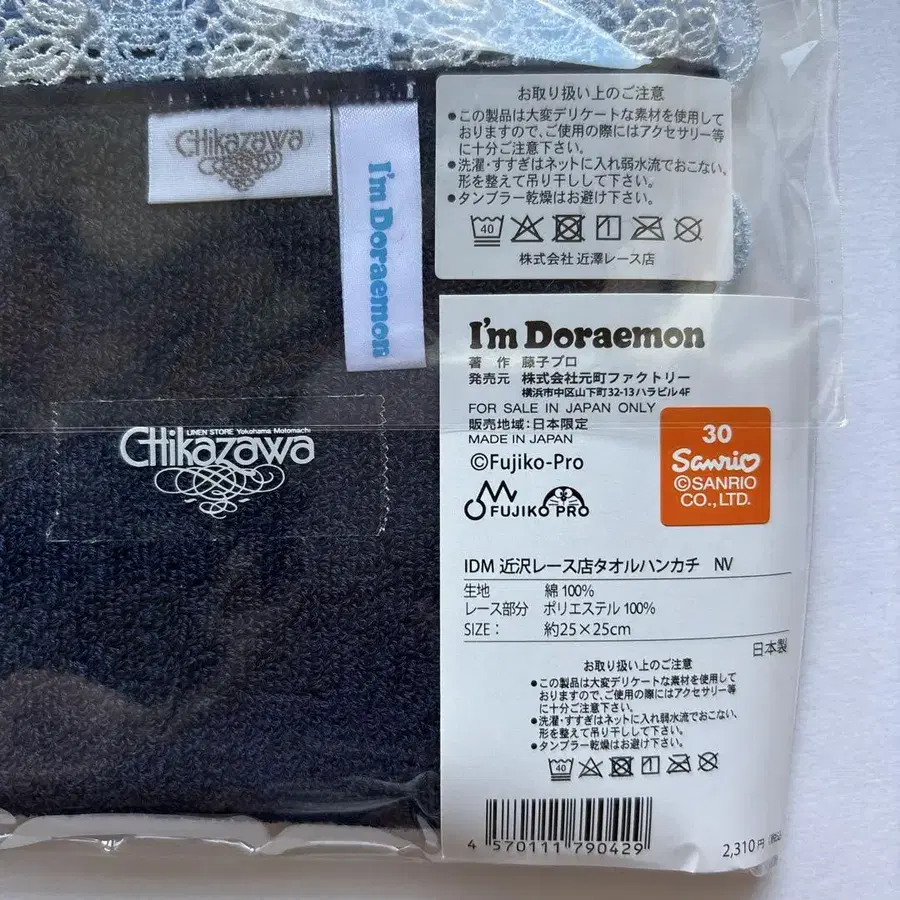 Chikazawa
I'm Doraemon
お取り扱い上のご注意
●この製品は大変デリケートな素材を使用して
おりますので、ご使用の際にはアクセサリー等
に十分ご注意下さい。
●洗濯・すすぎはネットに入れ弱水流でおこない、
形を整えて吊り干しして下さい。
●タンブラー乾燥はお避け下さい。
40
株式会社 近澤レース店
I'm Doraemon
著 作 藤子プロ
発売元 株式会社元町ファクトリー
横浜市中区山下町32-13ハラビル4F
FOR SALE IN JAPAN ONLY
販売地域:日本限定
MADE IN JAPAN
©Fujiko-Pro
FUJIKO PRO
30
Sanrio
©SANRIO
CO.,LTD.
LINEN STORE Yokohama Motomachi
Chikazawa
IDM 近沢レース店タオルハンカチ NV
生地 綿100%
レース部分 ポリエステル100%
SIZE: 約25×25cm
日本製
お取り扱い上のご注意
●この製品は大変デリケートな素材を使用して
おりますので、ご使用の際にはアクセサリー等
に十分ご注意下さい。
●洗濯・すすぎはネットに入れ弱水流でおこない、
形を整えて吊り干しして下さい。
●タンブラー乾燥はお避け下さい。
40
4 570111 790429
2,310円(税込